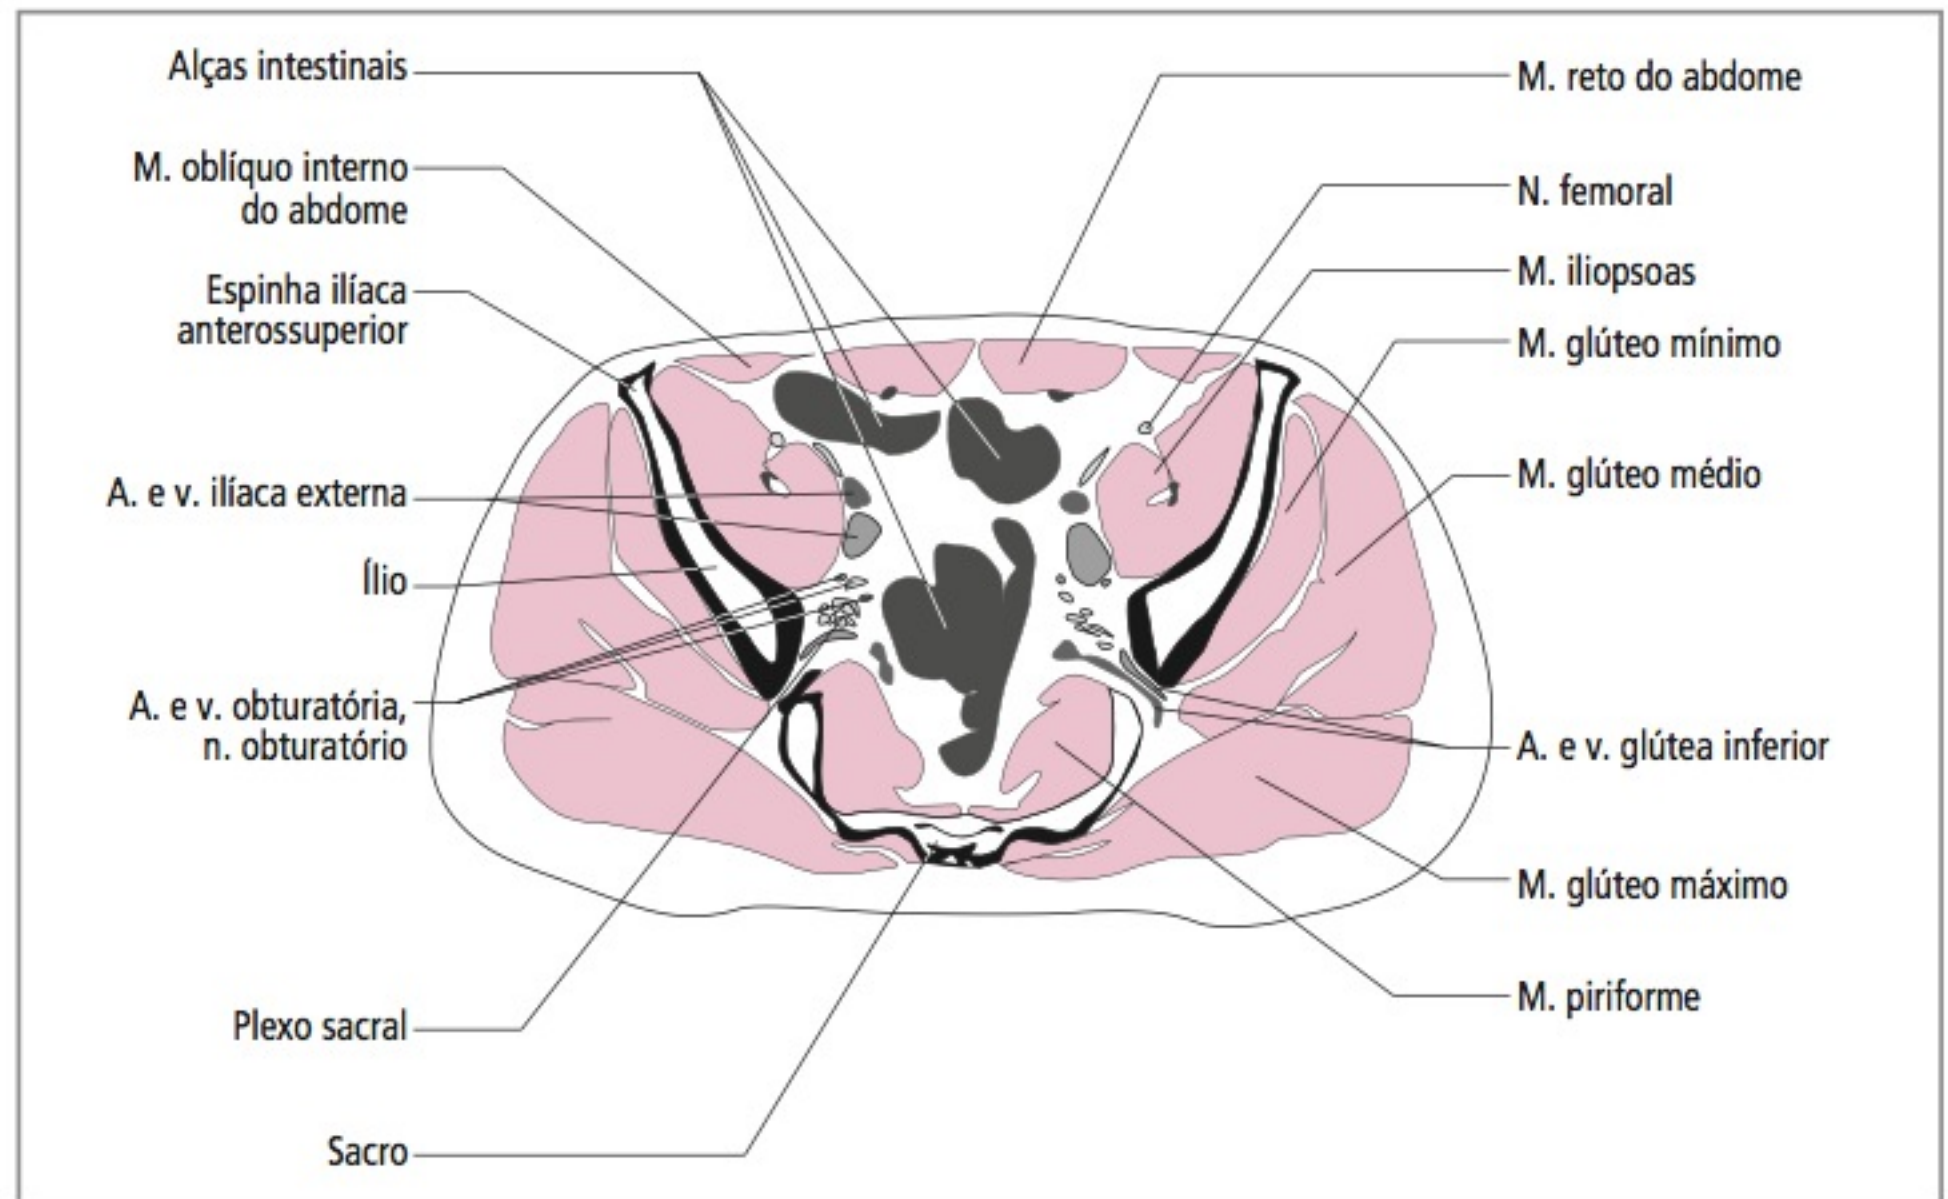 Alças intestinais
M. oblíquo interno
do abdome
Espinha ilíaca
anterossuperior
A. e v. ilíaca externa
Ílio
A. e v. obturatória,
n. obturatório
Plexo sacral
Sacro
M. reto do abdome
N. femoral
M. iliopsoas
M. glúteo mínimo
M. glúteo médio
A. e v. glútea inferior
M. glúteo máximo
M. piriforme